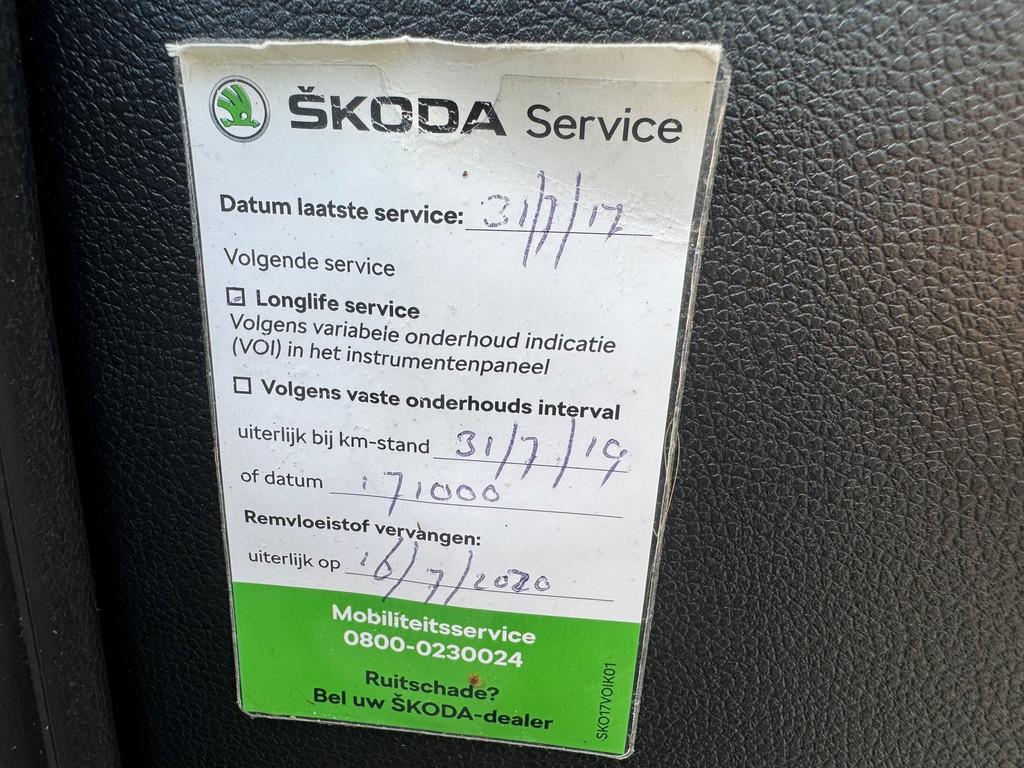 ŠKODA Service
Datum laatste service: 31/7/17
Volgende service
Longlife service
Volgens variabele onderhoud indicatie
(VOI) in het instrumentenpaneel
Volgens vaste onderhouds interval
uiterlijk bij km-stand 31/7/19
of datum 171000
Remvloeistof vervangen:
uiterlijk op 16/7/2020
Mobiliteitsservice
0800-0230024
Ruitschade?
Bel uw ŠKODA-dealer
SKO17VOIK01